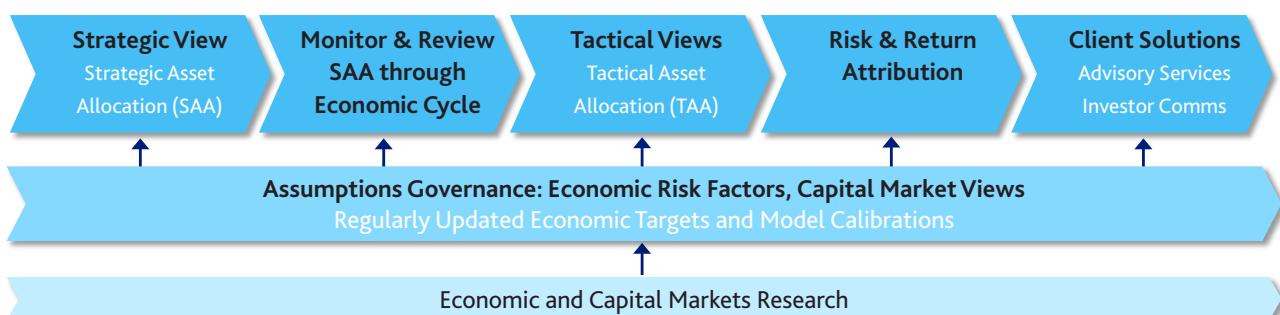 Strategic View
Strategic Asset
Allocation (SAA)
Monitor & Review
SAA through
Economic Cycle
Tactical Views
Tactical Asset
Allocation (TAA)
Risk & Return
Attribution
Client Solutions
Advisory Services
Investor Comms
Assumptions Governance: Economic Risk Factors, Capital Market Views
Regularly Updated Economic Targets and Model Calibrations
Economic and Capital Markets Research